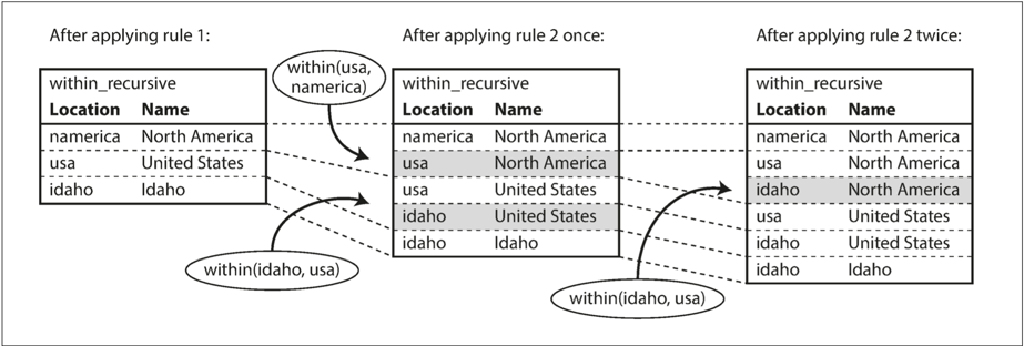 After applying rule 1:
within_recursive
Location Name
namerica North America
usa United States
idaho Idaho
within(usa,
namerica)
within(idaho, usa)
After applying rule 2 once:
within_recursive
Location Name
namerica North America
usa North America
usa United States
idaho United States
idaho Idaho
within(idaho, usa)
After applying rule 2 twice:
within_recursive
Location Name
namerica North America
usa North America
idaho North America
usa United States
idaho United States
idaho Idaho